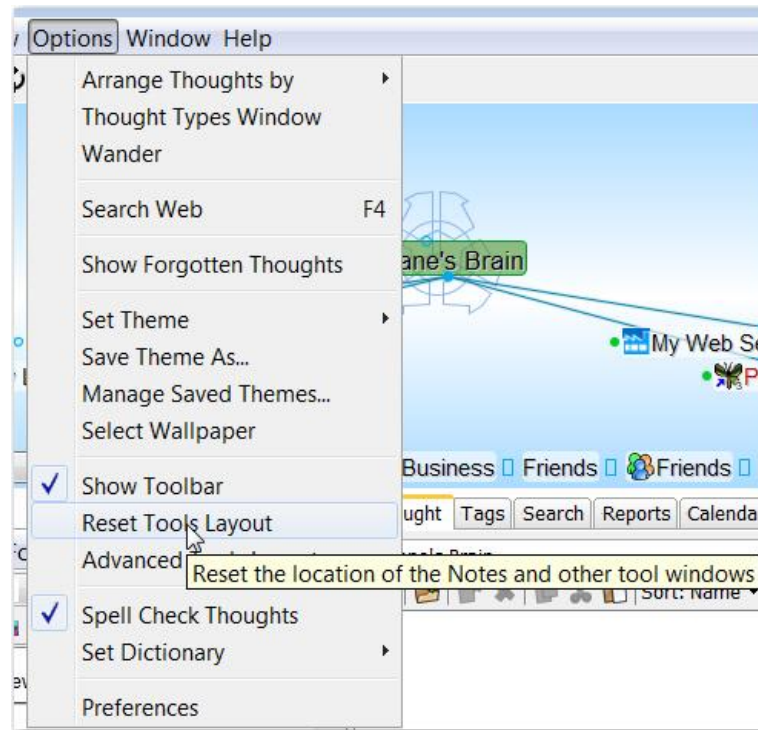 Options Window Help
Arrange Thoughts by
Thought Types Window
Wander
Search Web F4
Show Forgotten Thoughts
Set Theme
Save Theme As...
Manage Saved Themes...
Select Wallpaper
Show Toolbar
Reset Tools Layout
Advanced
Reset the location of the Notes and other tool windows
Spell Check Thoughts
Set Dictionary
Preferences
ane's Brain
My Web Se
P
Business Friends Friends
ught Tags Search Reports Calenda
Sort: Name